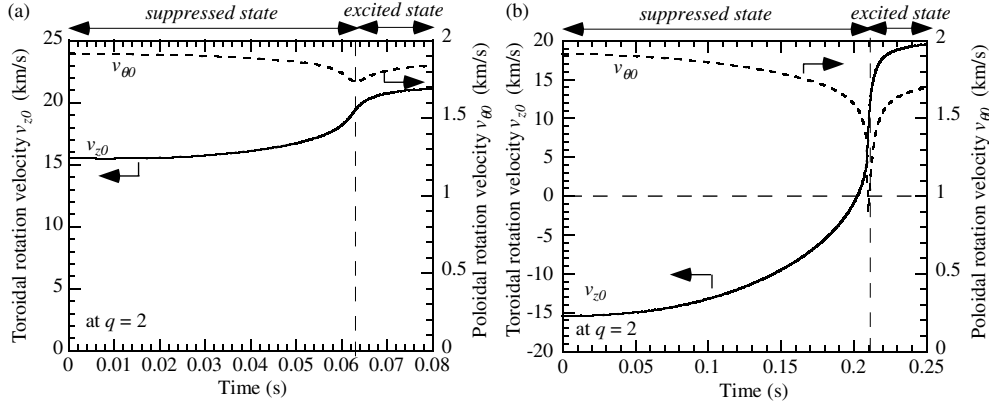 (a)
suppressed state
excited state
25
20
15
10
5
0
Toroidal rotation velocity v_z0 (km/s)
v_θ0
v_z0
at q = 2
2
1.5
1
0.5
0
Poloidal rotation velocity v_θ0 (km/s)
0 0.01 0.02 0.03 0.04 0.05 0.06 0.07 0.08
Time (s)
(b)
suppressed state
excited state
20
15
10
5
0
-5
-10
-15
-20
Toroidal rotation velocity v_z0 (km/s)
v_θ0
v_z0
at q = 2
2
1.5
1
0.5
0
Poloidal rotation velocity v_θ0 (km/s)
0 0.05 0.1 0.15 0.2 0.25
Time (s)